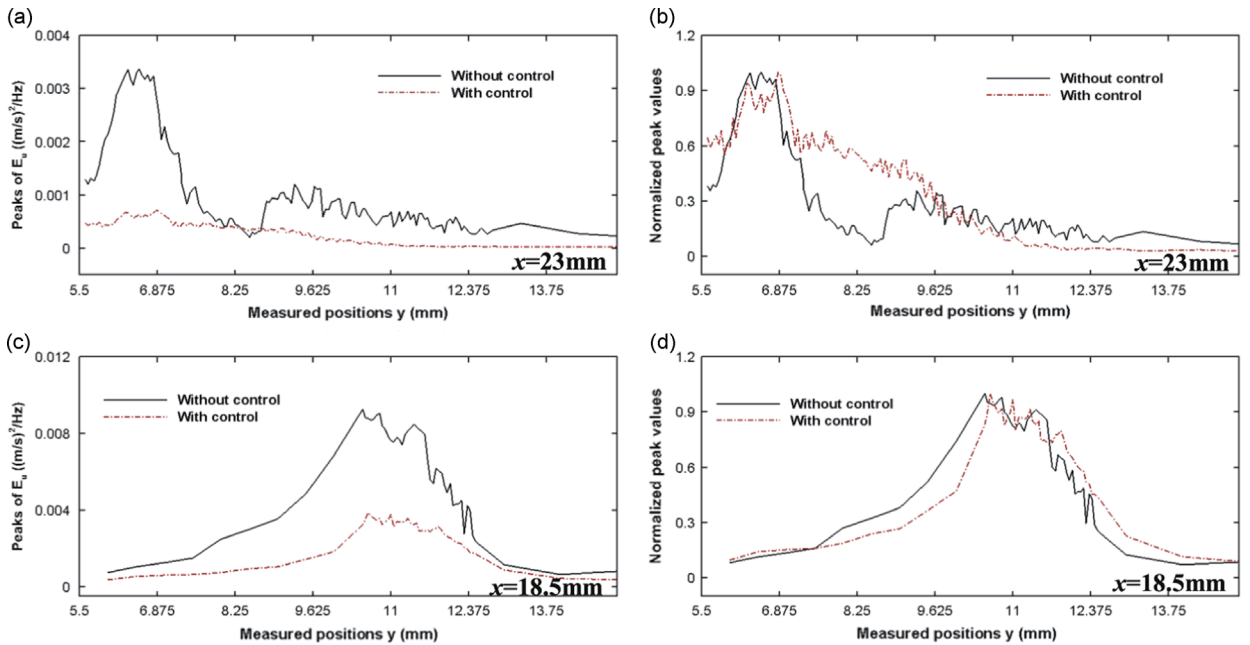 (a)
Peaks of Eu ((m/s)2/Hz)
0.004
0.003
0.002
0.001
0
Without control
With control
x=23mm
5.5 6.875 8.25 9.625 11 12.375 13.75
Measured positions y (mm)
(b)
Normalized peak values
1.2
0.9
0.6
0.3
0
Without control
With control
x=23mm
5.5 6.875 8.25 9.625 11 12.375 13.75
Measured positions y (mm)
(c)
Peaks of Eu ((m/s)2/Hz)
0.012
0.008
0.004
0
Without control
With control
x=18.5mm
5.5 6.875 8.25 9.625 11 12.375 13.75
Measured positions y (mm)
(d)
Normalized peak values
1.2
0.9
0.6
0.3
0
Without control
With control
x=18.5mm
5.5 6.875 8.25 9.625 11 12.375 13.75
Measured positions y (mm)